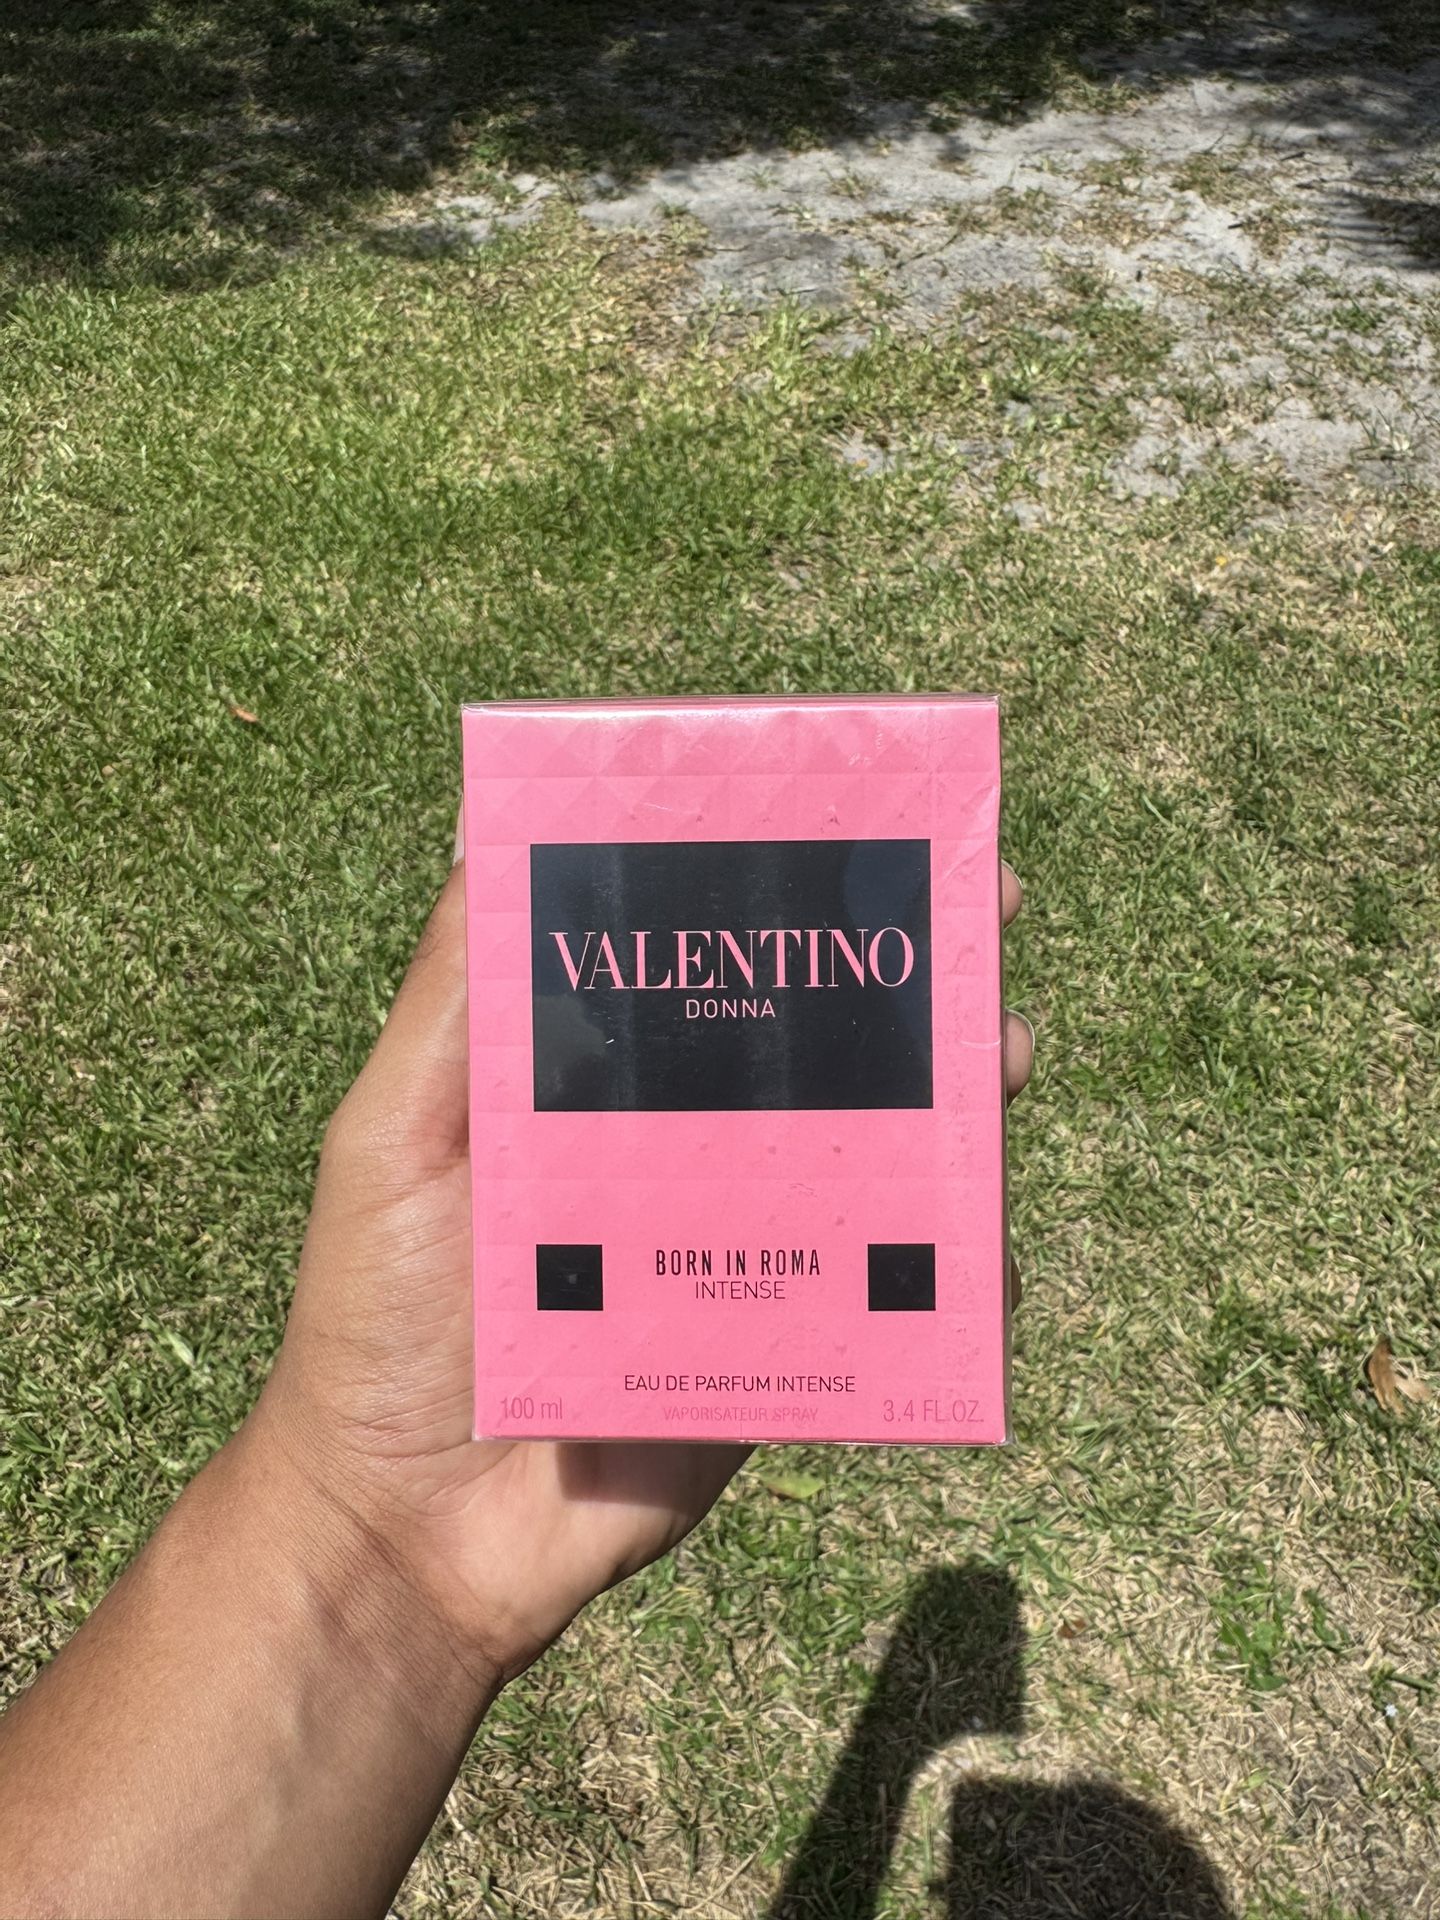 VALENTINO
DONNA
BORN IN ROMA
INTENSE
EAU DE PARFUM INTENSE
100 ml VAPORISATEUR SPRAY 3.4 FL.OZ.